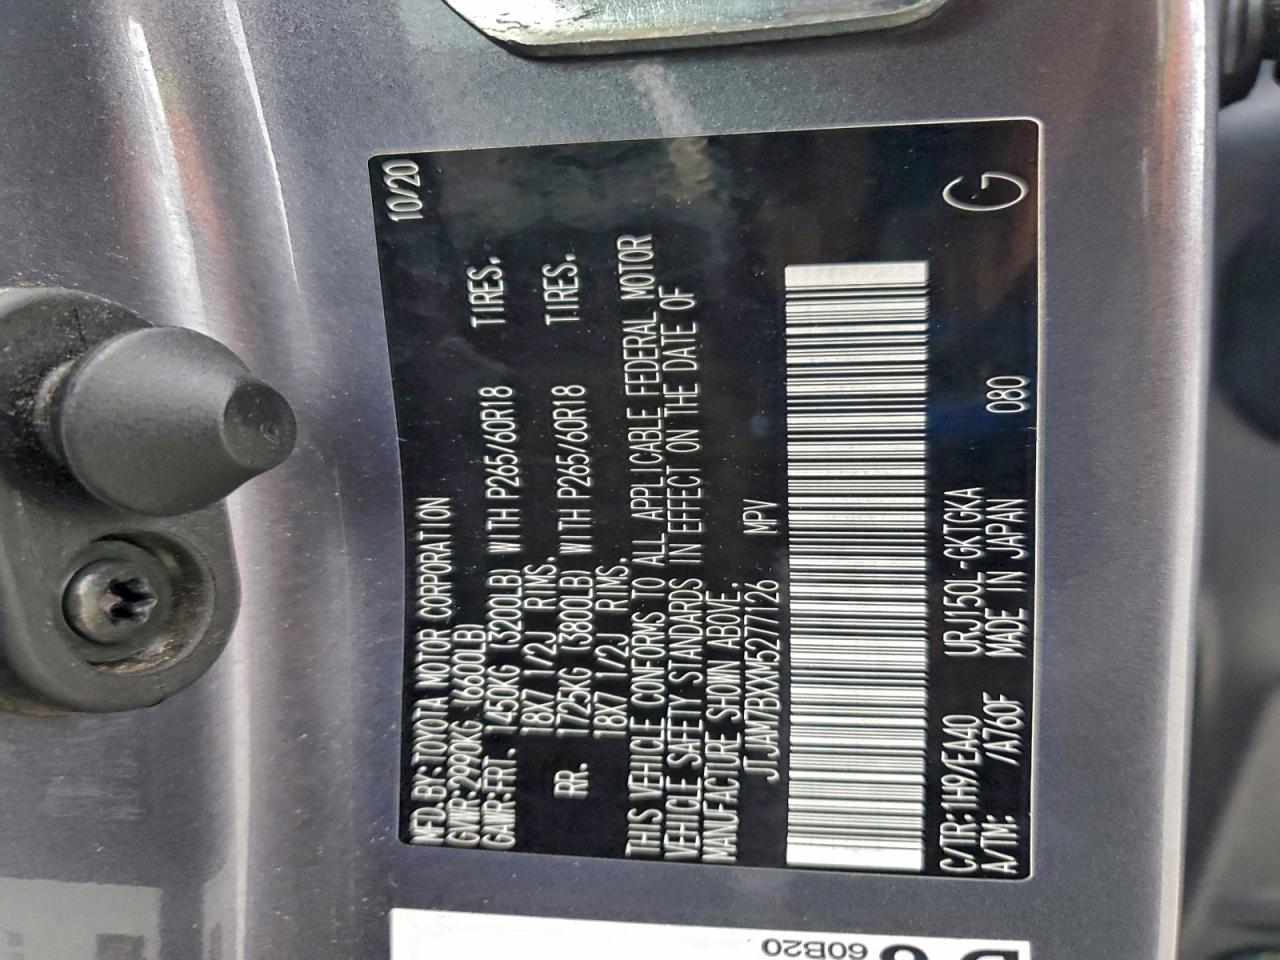 MFD.BY:TOYOTA MOTOR CORPORATION 10/20
GVWR:2990KG (6600LB)
GAWR:FRT. 1450KG (3200LB) WITH P265/60R18 TIRES.
18X7 1/2J RIMS.
RR. 1725KG (3800LB) WITH P265/60R18 TIRES.
18X7 1/2J RIMS.
THIS VEHICLE CONFORMS TO ALL APPLICABLE FEDERAL MOTOR
VEHICLE SAFETY STANDARDS IN EFFECT ON THE DATE OF
MANUFACTURE SHOWN ABOVE.
JTJAM7BXXM5277126 MPV
C/TR:1H9/EA40 URJ150L-GKTGKA
A/TM: /A760F MADE IN JAPAN 080 G
60B20